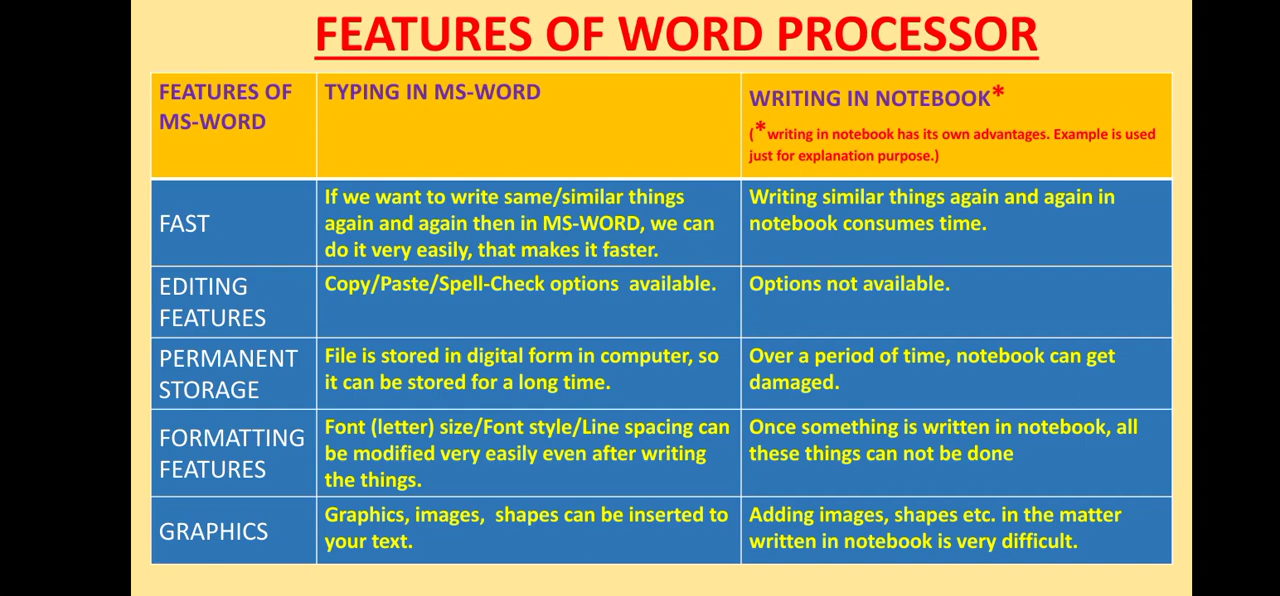 FEATURES OF WORD PROCESSOR
FEATURES OF
MS-WORD
TYPING IN MS-WORD
WRITING IN NOTEBOOK*
(*writing in notebook has its own advantages. Example is used
just for explanation purpose.)
FAST
If we want to write same/similar things
again and again then in MS-WORD, we can
do it very easily, that makes it faster.
Writing similar things again and again in
notebook consumes time.
EDITING
FEATURES
Copy/Paste/Spell-Check options available.
Options not available.
PERMANENT
STORAGE
File is stored in digital form in computer, so
it can be stored for a long time.
Over a period of time, notebook can get
damaged.
FORMATTING
FEATURES
Font (letter) size/Font style/Line spacing can
be modified very easily even after writing
the things.
Once something is written in notebook, all
these things can not be done
GRAPHICS
Graphics, images, shapes can be inserted to
your text.
Adding images, shapes etc. in the matter
written in notebook is very difficult.